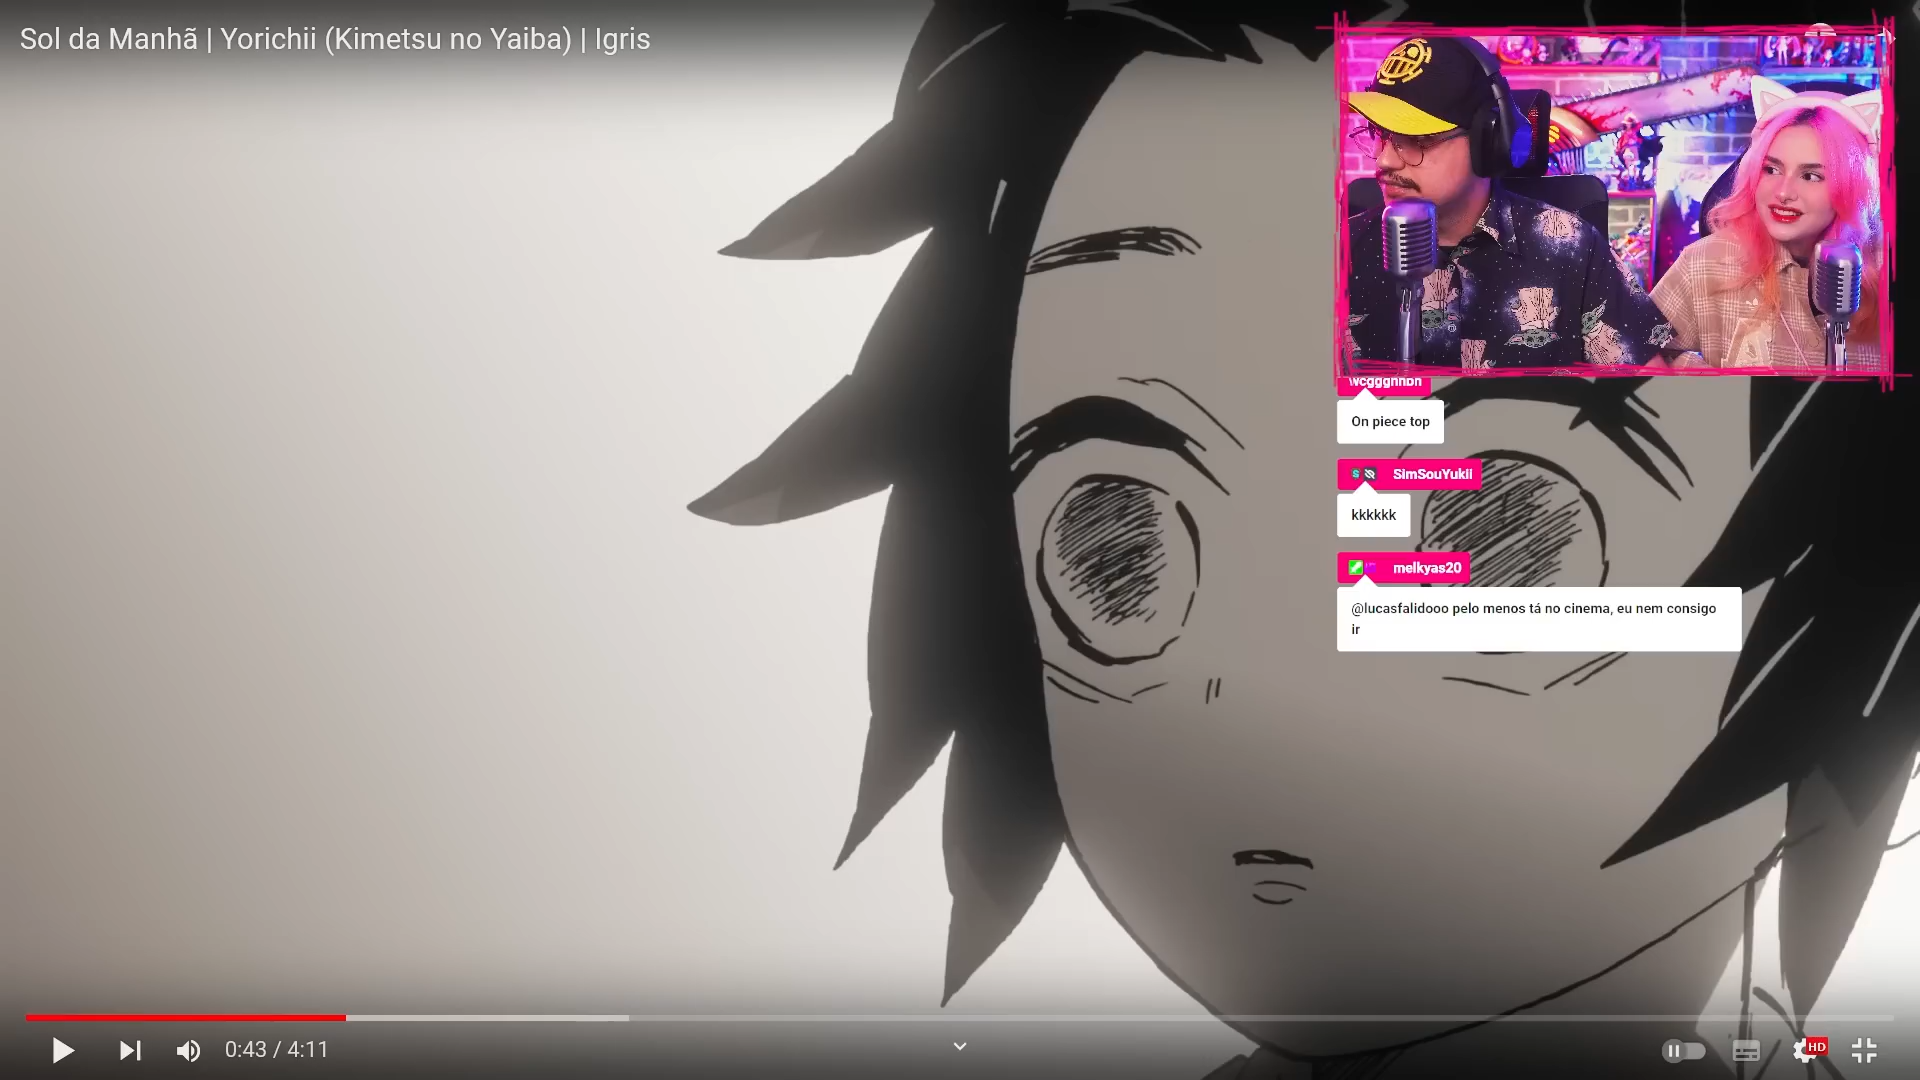 Sol da Manhã | Yorichii (Kimetsu no Yaiba) | Igris
wcggghhbh
On piece top
SimSouYukii
kkkkkk
melkyas20
@lucasfalidooo pelo menos tá no cinema, eu nem consigo
ir
0:43 / 4:11
HD